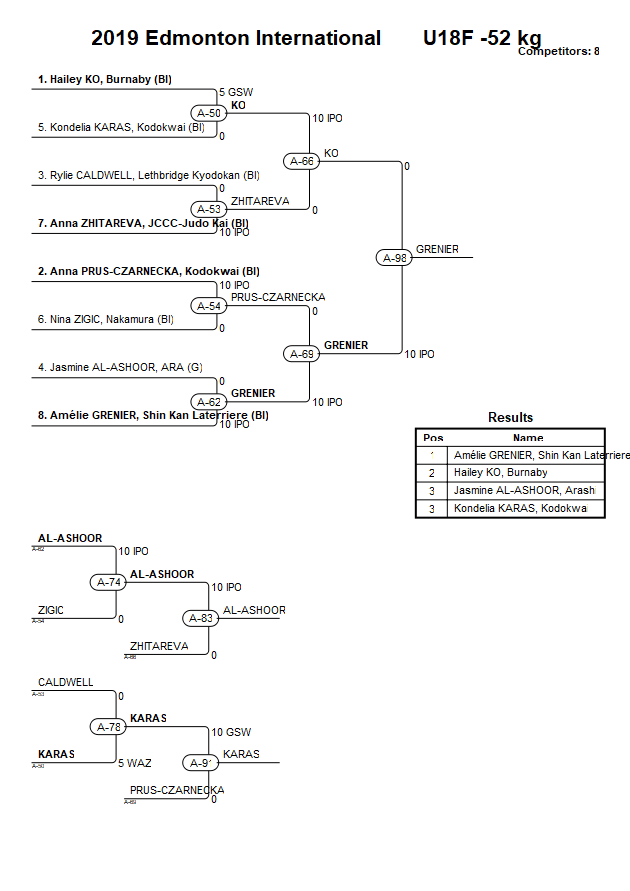 2019 Edmonton International U18F -52 kg
Competitors: 8
1. Hailey KO, Burnaby (BI)
5 GSW
A-50
KO
10 IPO
5. Kondelia KARAS, Kodokwai (BI)
0
A-66
KO
0
3. Rylie CALDWELL, Lethbridge Kyodokan (BI)
0
A-53
ZHITAREVA
0
7. Anna ZHITAREVA, JCCC-Judo Kai (BI)
10 IPO
A-98
GRENIER
2. Anna PRUS-CZARNECKA, Kodokwai (BI)
10 IPO
A-54
PRUS-CZARNECKA
0
6. Nina ZIGIC, Nakamura (BI)
0
A-69
GRENIER
10 IPO
4. Jasmine AL-ASHOOR, ARA (G)
0
A-62
GRENIER
10 IPO
8. Amélie GRENIER, Shin Kan Laterriere (BI)
10 IPO
Results
Pos Name
1 Amélie GRENIER, Shin Kan Laterriere
2 Hailey KO, Burnaby
3 Jasmine AL-ASHOOR, Arashi
3 Kondelia KARAS, Kodokwa
AL-ASHOOR
A-62
10 IPO
A-74
AL-ASHOOR
10 IPO
ZIGIC
A-54
0
A-83
AL-ASHOOR
ZHITAREVA
A-66
0
CALDWELL
A-53
0
A-78
KARAS
10 GSW
KARAS
A-50
5 WAZ
A-91
KARAS
PRUS-CZARNECKA
A-69
0